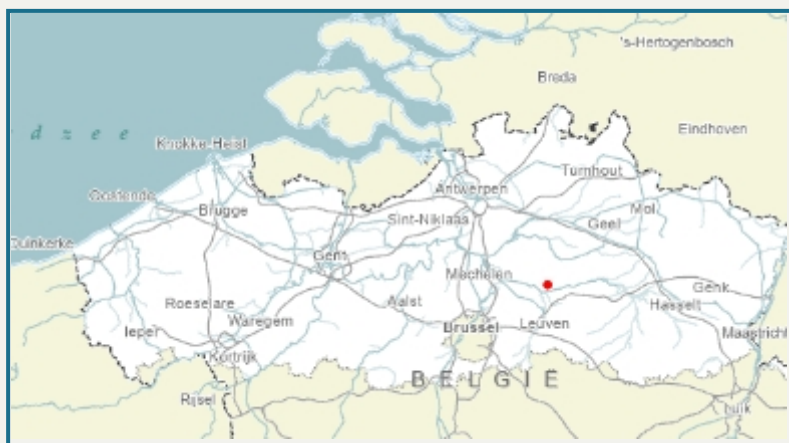 's-Hertogenbosch
Breda
d z e e
Eindhoven
Knokke-Heist
Turnhout
Antwerpen
Oostende
Brugge
Sint-Niklaas
Mol
Geel
Duinkerke
Gent
Mechelen
Genk
Roeselare
Aalst
Hasselt
Ieper
Waregem
Brussel
Leuven
Maastricht
Kortrijk
BELGIË
Rijsel
Luik